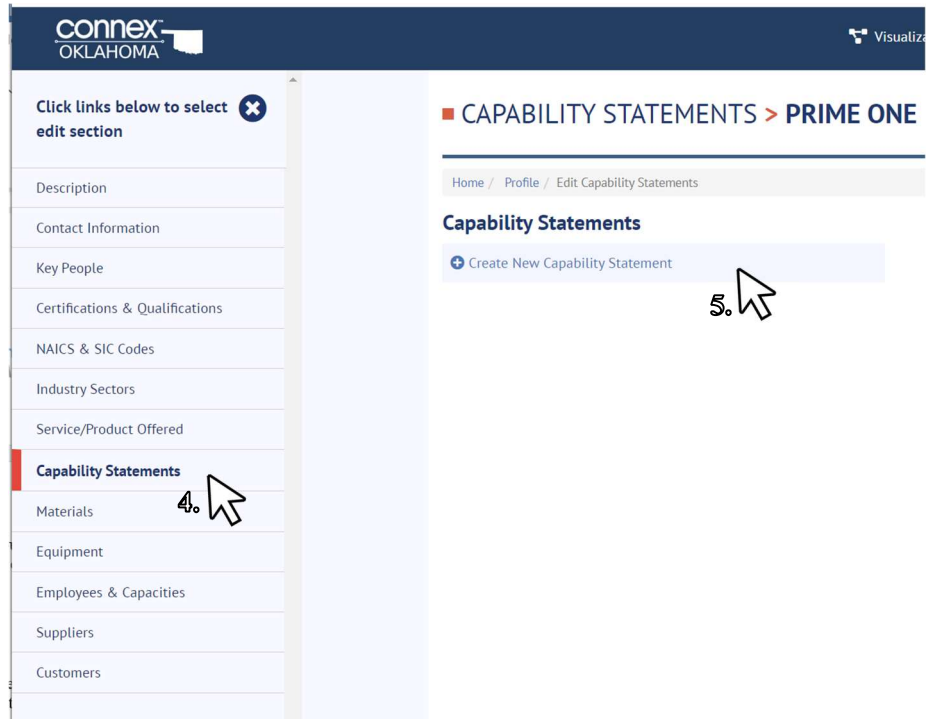 connex™
OKLAHOMA
Visualiza
Click links below to select
edit section
CAPABILITY STATEMENTS > PRIME ONE
Description
Home / Profile / Edit Capability Statements
Contact Information
Capability Statements
Key People
Create New Capability Statement
Certifications & Qualifications
5.
NAICS & SIC Codes
Industry Sectors
Service/Product Offered
Capability Statements
4.
Materials
Equipment
Employees & Capacities
Suppliers
Customers